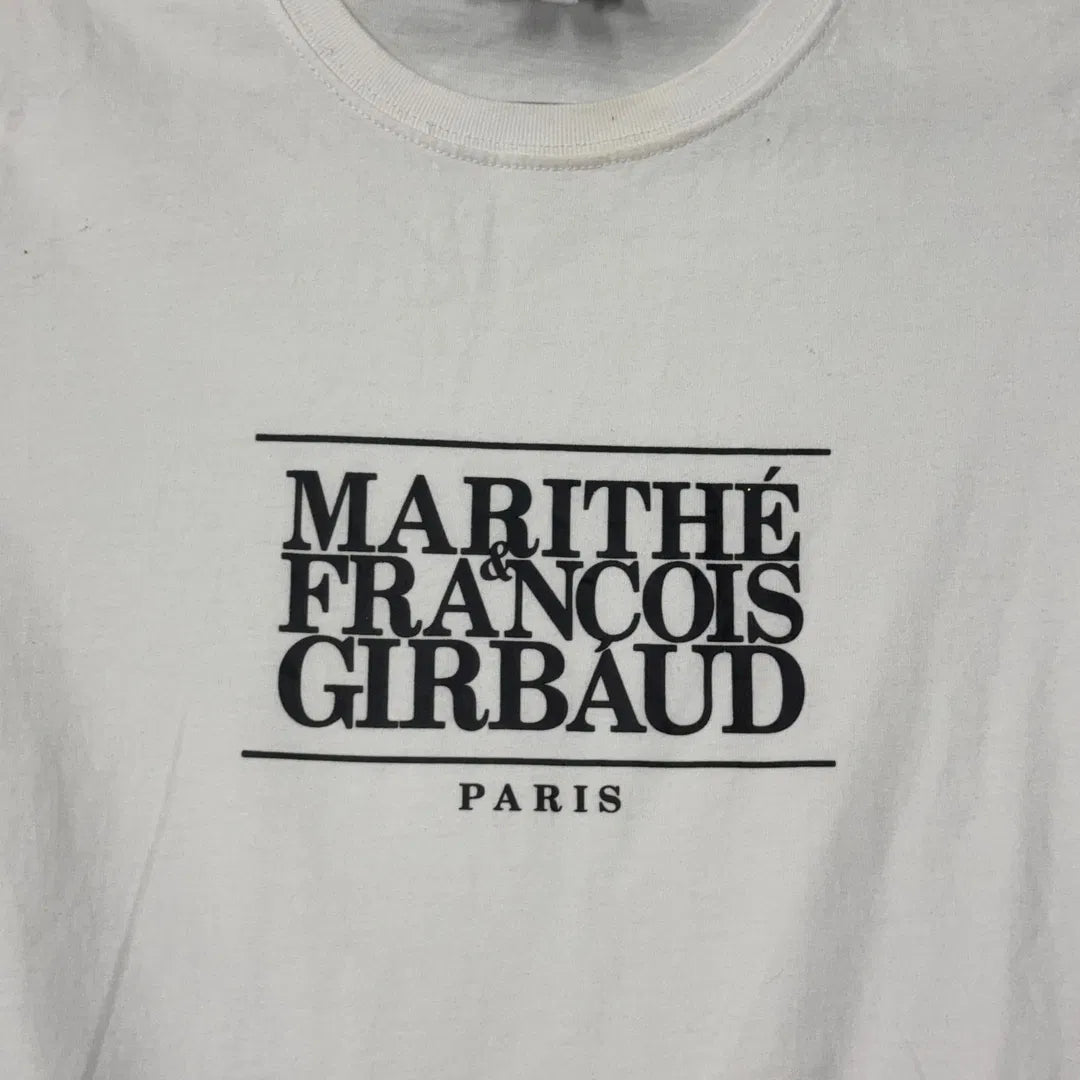 MARITHÉ
&
FRANÇOIS
GIRBAUD
PARIS